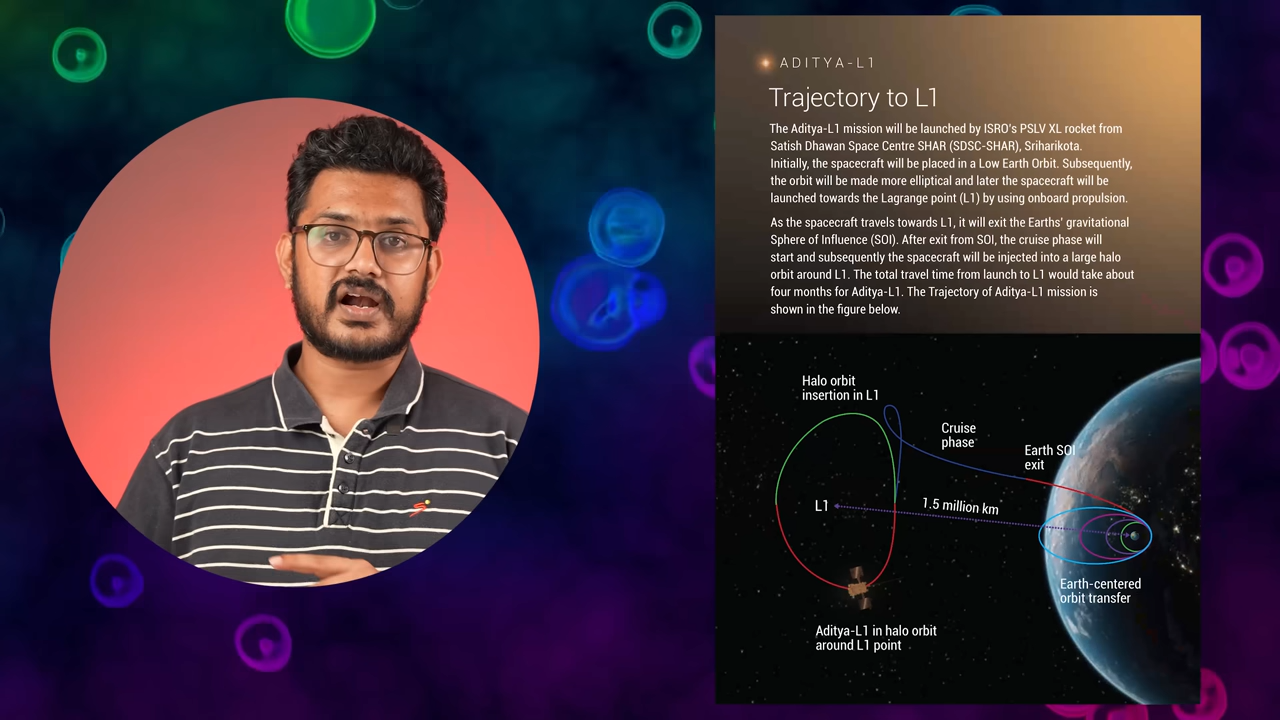 ADITYA-L1
Trajectory to L1
The Aditya-L1 mission will be launched by ISRO's PSLV XL rocket from
Satish Dhawan Space Centre SHAR (SDSC-SHAR), Sriharikota.
Initially, the spacecraft will be placed in a Low Earth Orbit. Subsequently,
the orbit will be made more elliptical and later the spacecraft will be
launched towards the Lagrange point (L1) by using onboard propulsion.
As the spacecraft travels towards L1, it will exit the Earths' gravitational
Sphere of Influence (SOI). After exit from SOI, the cruise phase will
start and subsequently the spacecraft will be injected into a large halo
orbit around L1. The total travel time from launch to L1 would take about
four months for Aditya-L1. The Trajectory of Aditya-L1 mission is
shown in the figure below.
Halo orbit
insertion in L1
Cruise
phase
Earth SOI
exit
L1
1.5 million km
Earth-centered
orbit transfer
Aditya-L1 in halo orbit
around L1 point